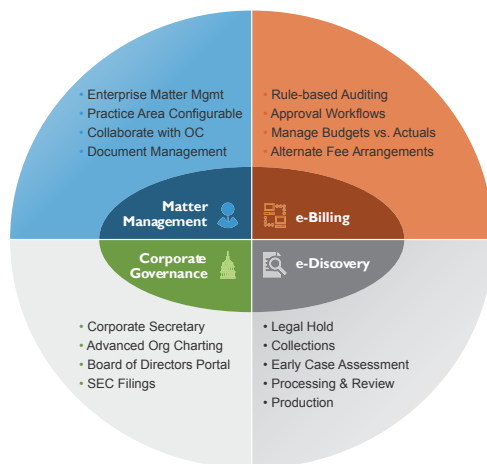 • Enterprise Matter Mgmt
• Practice Area Configurable
• Collaborate with OC
• Document Management
• Rule-based Auditing
• Approval Workflows
• Manage Budgets vs. Actuals
• Alternate Fee Arrangements
Matter
Management
e-Billing
Corporate
Governance
e-Discovery
• Corporate Secretary
• Advanced Org Charting
• Board of Directors Portal
• SEC Filings
• Legal Hold
• Collections
• Early Case Assessment
• Processing & Review
• Production